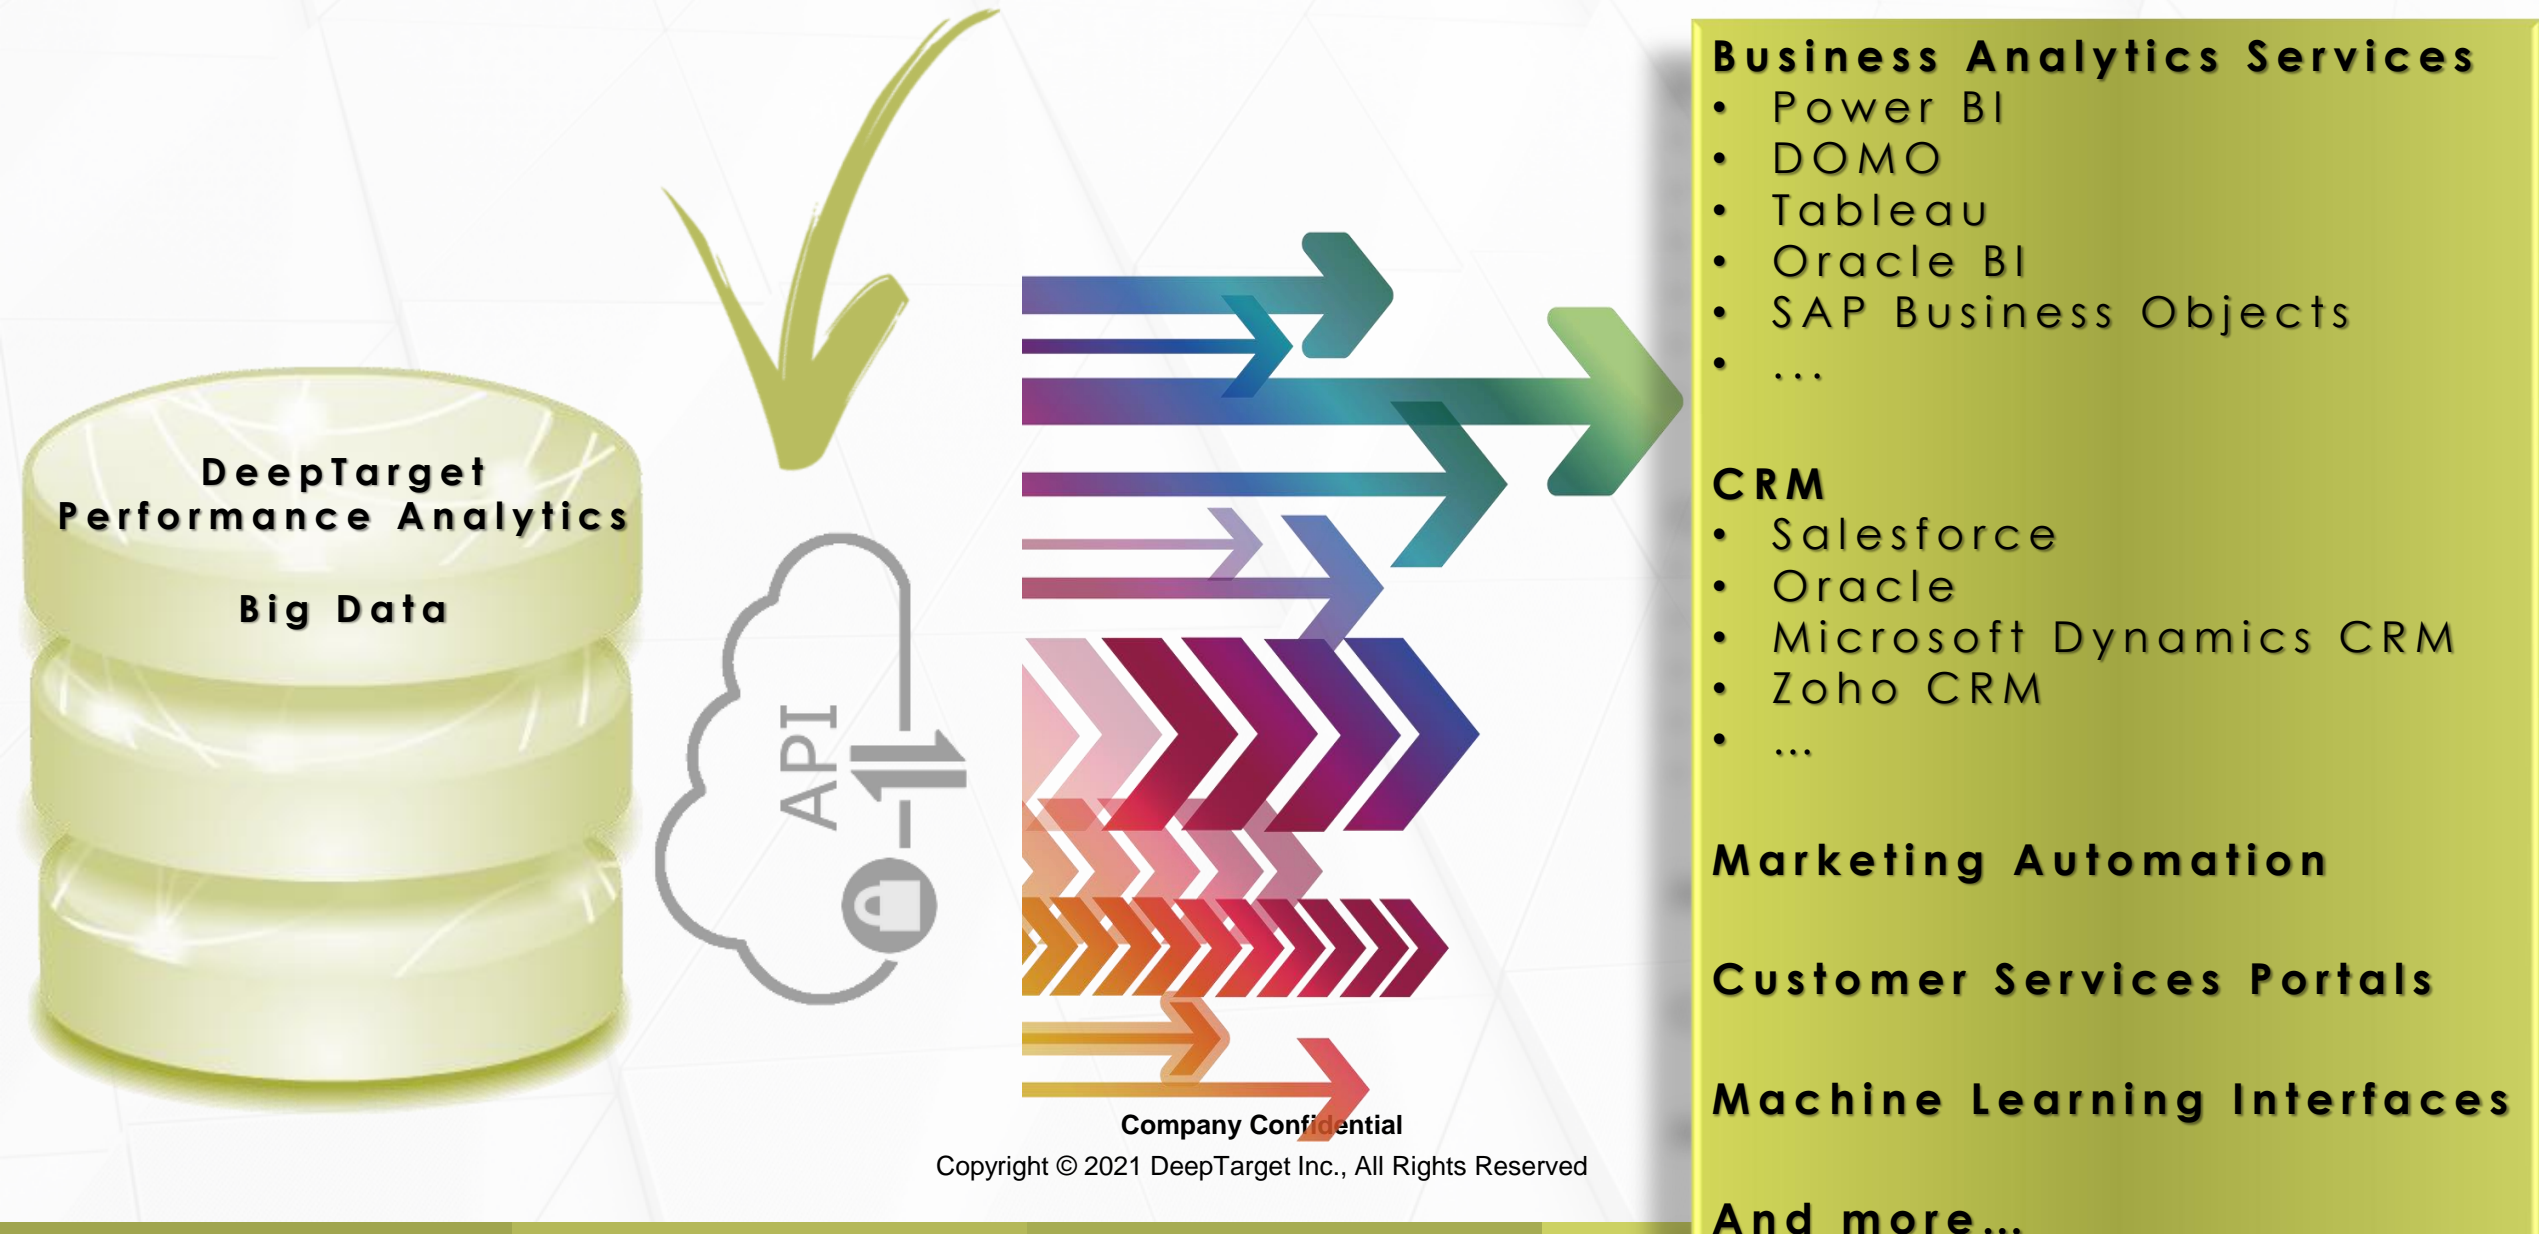 DeepTarget
Performance Analytics
Big Data
API
Business Analytics Services
• Power BI
• DOMO
• Tableau
• Oracle BI
• SAP Business Objects
• ...
CRM
• Salesforce
• Oracle
• Microsoft Dynamics CRM
• Zoho CRM
• ...
Marketing Automation
Customer Services Portals
Machine Learning Interfaces
And more...
Company Confidential
Copyright © 2021 DeepTarget Inc., All Rights Reserved